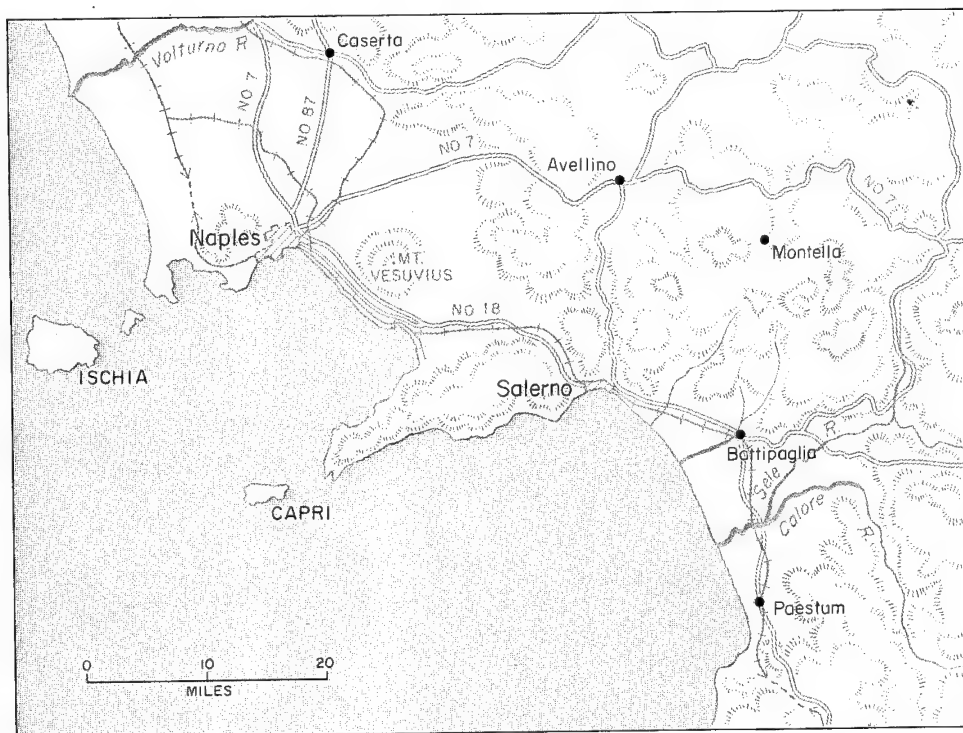 Caserta
Volturno R
NO 7
NO 87
NO 7
Avellino
NO 7
Naples
Montella
MT.
VESUVIUS
NO 18
ISCHIA
Salerno
R.
Battipaglia
Sele
CAPRI
Calore
R.
Paestum
0 10 20
MILES